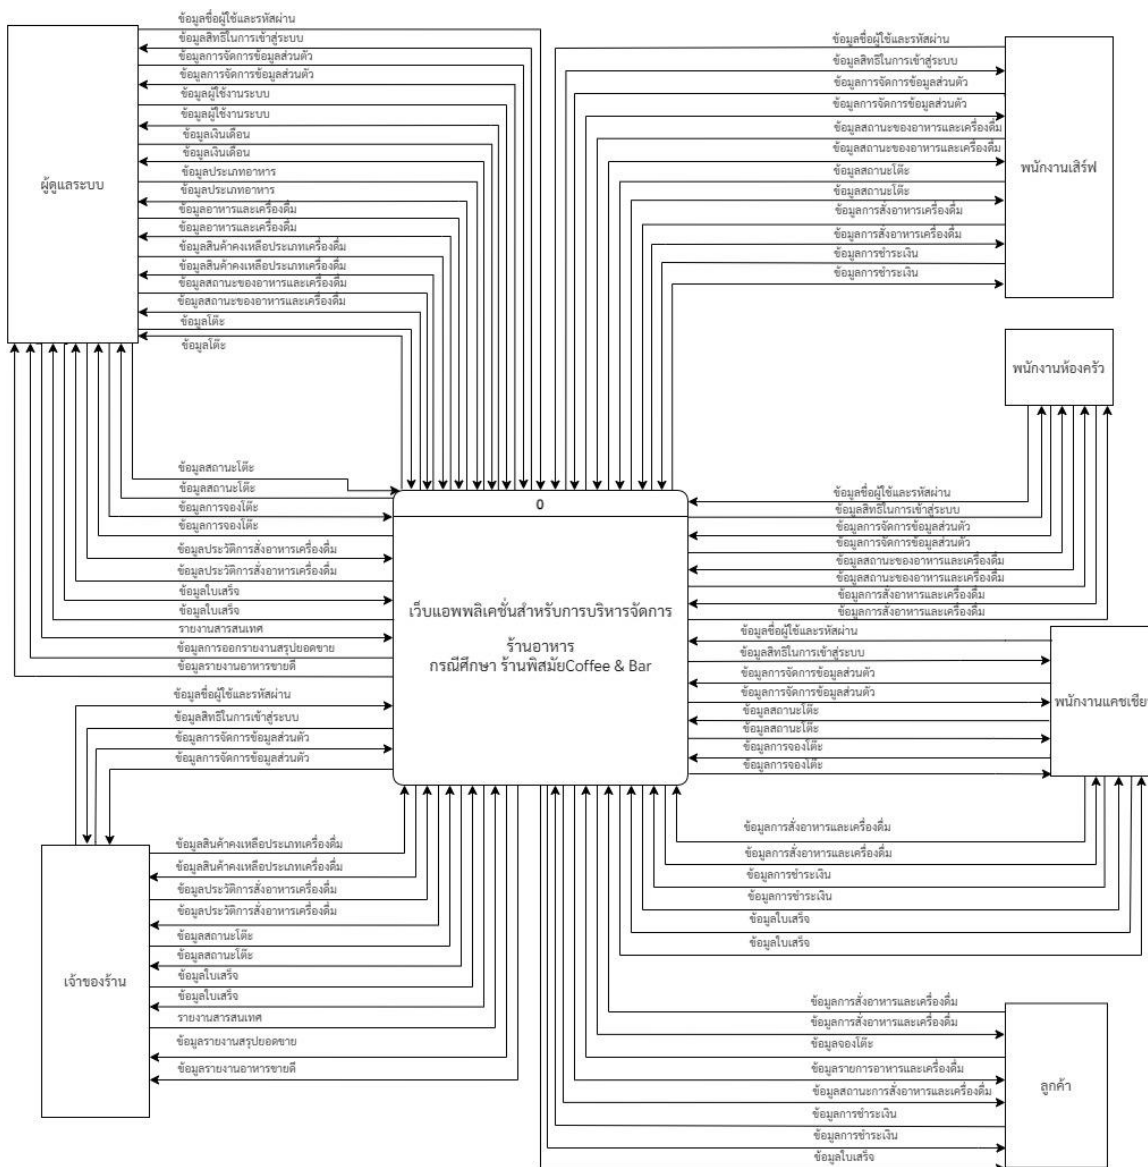 ข้อมูลชื่อผู้ใช้และรหัสผ่าน
ข้อมูลสิทธิในการเข้าสู่ระบบ
ข้อมูลการจัดการข้อมูลส่วนตัว
ข้อมูลการจัดการข้อมูลส่วนตัว
ข้อมูลผู้ใช้งานระบบ
ข้อมูลผู้ใช้งานระบบ
ข้อมูลเงินเดือน
ข้อมูลเงินเดือน
ข้อมูลประเภทอาหาร
ข้อมูลประเภทอาหาร
ข้อมูลอาหารและเครื่องดื่ม
ข้อมูลอาหารและเครื่องดื่ม
ข้อมูลสินค้าคงเหลือประเภทเครื่องดื่ม
ข้อมูลสินค้าคงเหลือประเภทเครื่องดื่ม
ข้อมูลสถานะของอาหารและเครื่องดื่ม
ข้อมูลสถานะของอาหารและเครื่องดื่ม
ข้อมูลโต๊ะ
ข้อมูลโต๊ะ
ผู้ดูแลระบบ
ข้อมูลสถานะโต๊ะ
ข้อมูลสถานะโต๊ะ
ข้อมูลการจองโต๊ะ
ข้อมูลการจองโต๊ะ
ข้อมูลประวัติการสั่งอาหารเครื่องดื่ม
ข้อมูลประวัติการสั่งอาหารเครื่องดื่ม
ข้อมูลใบเสร็จ
ข้อมูลใบเสร็จ
รายงานสารสนเทศ
ข้อมูลการออกรายงานสรุปยอดขาย
ข้อมูลรายงานอาหารขายดี
ข้อมูลชื่อผู้ใช้และรหัสผ่าน
ข้อมูลสิทธิในการเข้าสู่ระบบ
ข้อมูลการจัดการข้อมูลส่วนตัว
ข้อมูลการจัดการข้อมูลส่วนตัว
ข้อมูลสินค้าคงเหลือประเภทเครื่องดื่ม
ข้อมูลสินค้าคงเหลือประเภทเครื่องดื่ม
ข้อมูลประวัติการสั่งอาหารเครื่องดื่ม
ข้อมูลประวัติการสั่งอาหารเครื่องดื่ม
ข้อมูลสถานะโต๊ะ
ข้อมูลสถานะโต๊ะ
ข้อมูลใบเสร็จ
ข้อมูลใบเสร็จ
รายงานสารสนเทศ
ข้อมูลรายงานสรุปยอดขาย
ข้อมูลรายงานอาหารขายดี
เจ้าของร้าน
0
เว็บแอพพลิเคชั่นสำหรับการบริหารจัดการ
ร้านอาหาร
กรณีศึกษา ร้านพิสมัยCoffee & Bar
ข้อมูลชื่อผู้ใช้และรหัสผ่าน
ข้อมูลสิทธิในการเข้าสู่ระบบ
ข้อมูลการจัดการข้อมูลส่วนตัว
ข้อมูลการจัดการข้อมูลส่วนตัว
ข้อมูลสถานะของอาหารและเครื่องดื่ม
ข้อมูลสถานะของอาหารและเครื่องดื่ม
ข้อมูลสถานะโต๊ะ
ข้อมูลสถานะโต๊ะ
ข้อมูลการสั่งอาหารเครื่องดื่ม
ข้อมูลการสั่งอาหารเครื่องดื่ม
ข้อมูลการชำระเงิน
ข้อมูลการชำระเงิน
พนักงานเสิร์ฟ
พนักงานห้องครัว
ข้อมูลชื่อผู้ใช้และรหัสผ่าน
ข้อมูลสิทธิในการเข้าสู่ระบบ
ข้อมูลการจัดการข้อมูลส่วนตัว
ข้อมูลการจัดการข้อมูลส่วนตัว
ข้อมูลสถานะของอาหารและเครื่องดื่ม
ข้อมูลสถานะของอาหารและเครื่องดื่ม
ข้อมูลการสั่งอาหารและเครื่องดื่ม
ข้อมูลการสั่งอาหารและเครื่องดื่ม
ข้อมูลชื่อผู้ใช้และรหัสผ่าน
ข้อมูลสิทธิในการเข้าสู่ระบบ
ข้อมูลการจัดการข้อมูลส่วนตัว
ข้อมูลการจัดการข้อมูลส่วนตัว
ข้อมูลสถานะโต๊ะ
ข้อมูลสถานะโต๊ะ
ข้อมูลการจองโต๊ะ
ข้อมูลการจองโต๊ะ
พนักงานแคชเชีย
ข้อมูลการสั่งอาหารและเครื่องดื่ม
ข้อมูลการสั่งอาหารและเครื่องดื่ม
ข้อมูลการชำระเงิน
ข้อมูลการชำระเงิน
ข้อมูลใบเสร็จ
ข้อมูลใบเสร็จ
ข้อมูลการสั่งอาหารและเครื่องดื่ม
ข้อมูลการสั่งอาหารและเครื่องดื่ม
ข้อมูลจองโต๊ะ
ข้อมูลรายการอาหารและเครื่องดื่ม
ข้อมูลสถานะการสั่งอาหารและเครื่องดื่ม
ข้อมูลการชำระเงิน
ข้อมูลการชำระเงิน
ข้อมูลใบเสร็จ
ลูกค้า